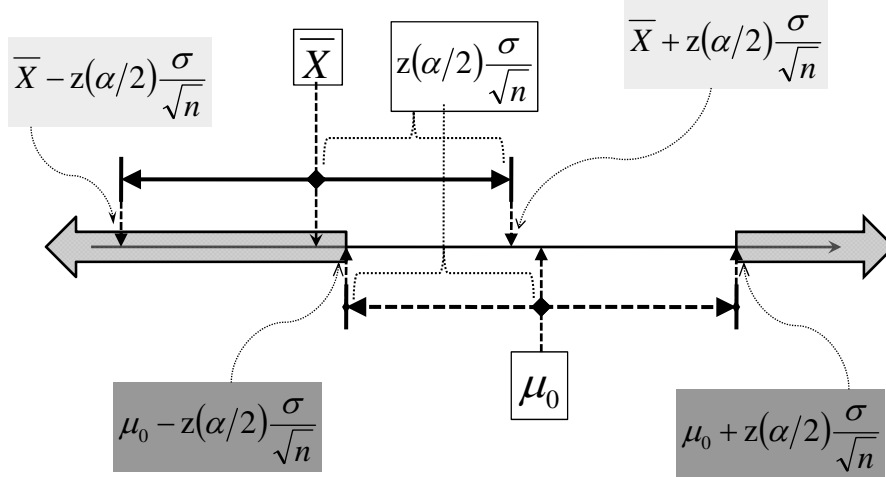 X̅ − z(α/2) σ/√n
X̅
z(α/2) σ/√n
X̅ + z(α/2) σ/√n
μ₀ − z(α/2) σ/√n
μ₀
μ₀ + z(α/2) σ/√n